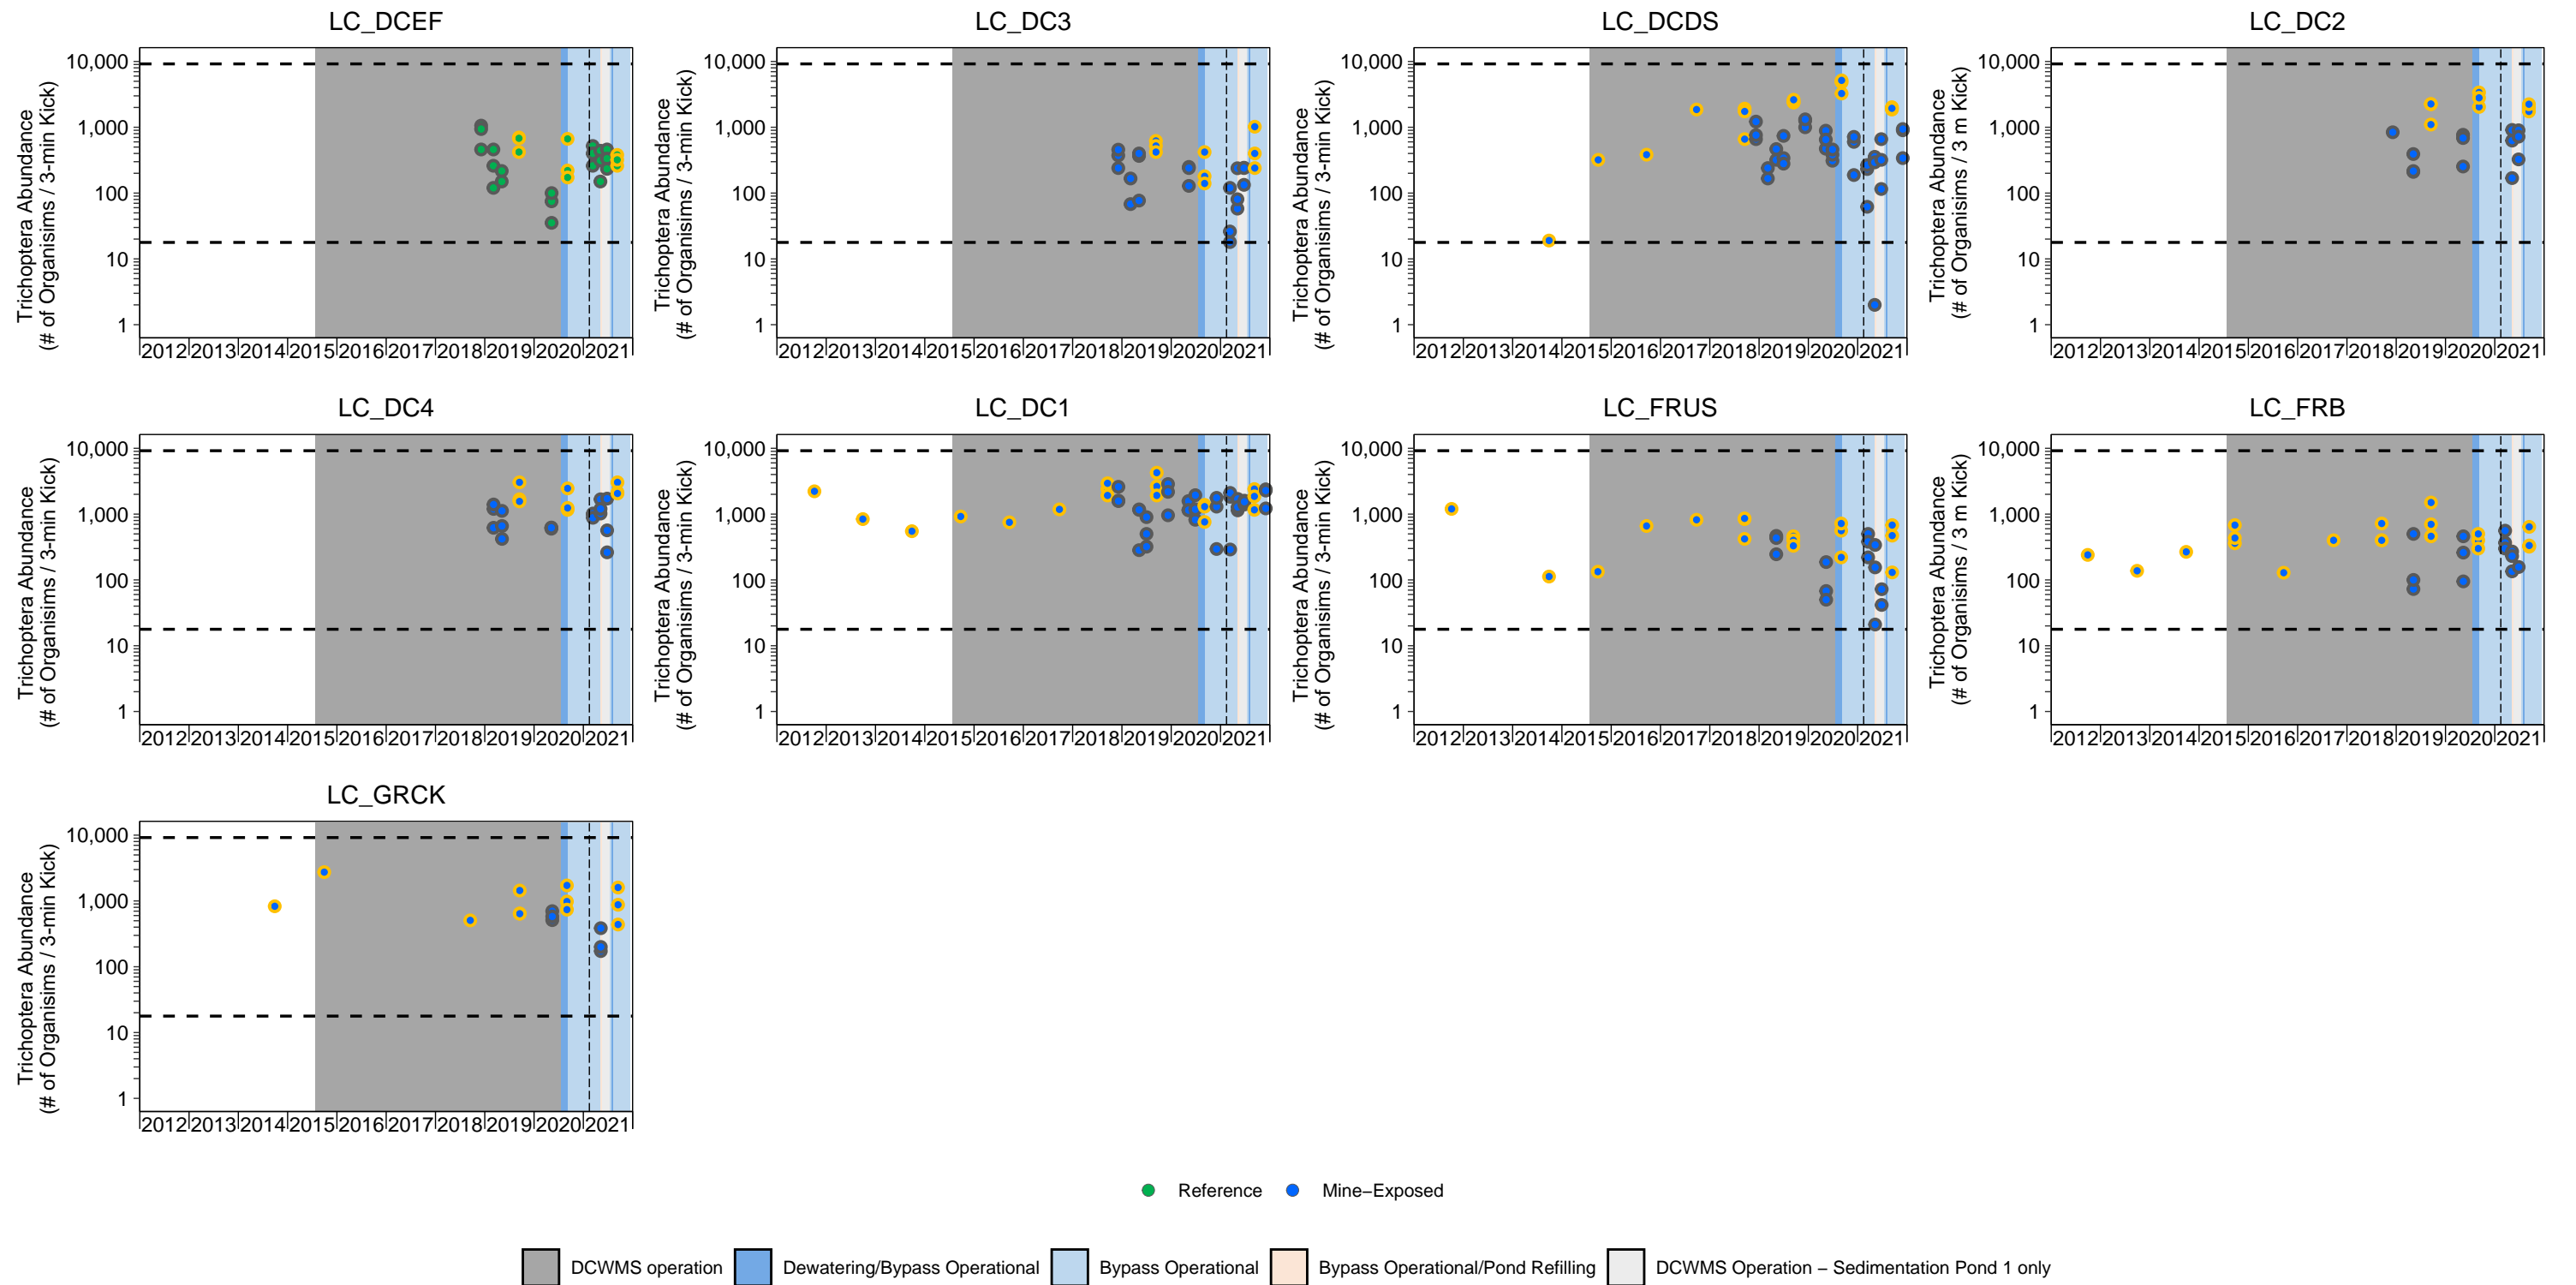 LC_DCEF LC_DC3 LC_DCDS LC_DC2
Trichoptera Abundance
(# of Organisims / 3-min Kick)
10,000
1,000
100
10
1
2012 2013 2014 2015 2016 2017 2018 2019 2020 2021
Trichoptera Abundance
(# of Organisims / 3-min Kick)
10,000
1,000
100
10
1
2012 2013 2014 2015 2016 2017 2018 2019 2020 2021
Trichoptera Abundance
(# of Organisims / 3-min Kick)
10,000
1,000
100
10
1
2012 2013 2014 2015 2016 2017 2018 2019 2020 2021
Trichoptera Abundance
(# of Organisims / 3 m Kick)
10,000
1,000
100
10
1
2012 2013 2014 2015 2016 2017 2018 2019 2020 2021
LC_DC4 LC_DC1 LC_FRUS LC_FRB
Trichoptera Abundance
(# of Organisims / 3-min Kick)
10,000
1,000
100
10
1
2012 2013 2014 2015 2016 2017 2018 2019 2020 2021
Trichoptera Abundance
(# of Organisims / 3-min Kick)
10,000
1,000
100
10
1
2012 2013 2014 2015 2016 2017 2018 2019 2020 2021
Trichoptera Abundance
(# of Organisims / 3-min Kick)
10,000
1,000
100
10
1
2012 2013 2014 2015 2016 2017 2018 2019 2020 2021
Trichoptera Abundance
(# of Organisims / 3 m Kick)
10,000
1,000
100
10
1
2012 2013 2014 2015 2016 2017 2018 2019 2020 2021
LC_GRCK
Trichoptera Abundance
(# of Organisims / 3-min Kick)
10,000
1,000
100
10
1
2012 2013 2014 2015 2016 2017 2018 2019 2020 2021
Reference Mine−Exposed
DCWMS operation Dewatering/Bypass Operational Bypass Operational Bypass Operational/Pond Refilling DCWMS Operation − Sedimentation Pond 1 only